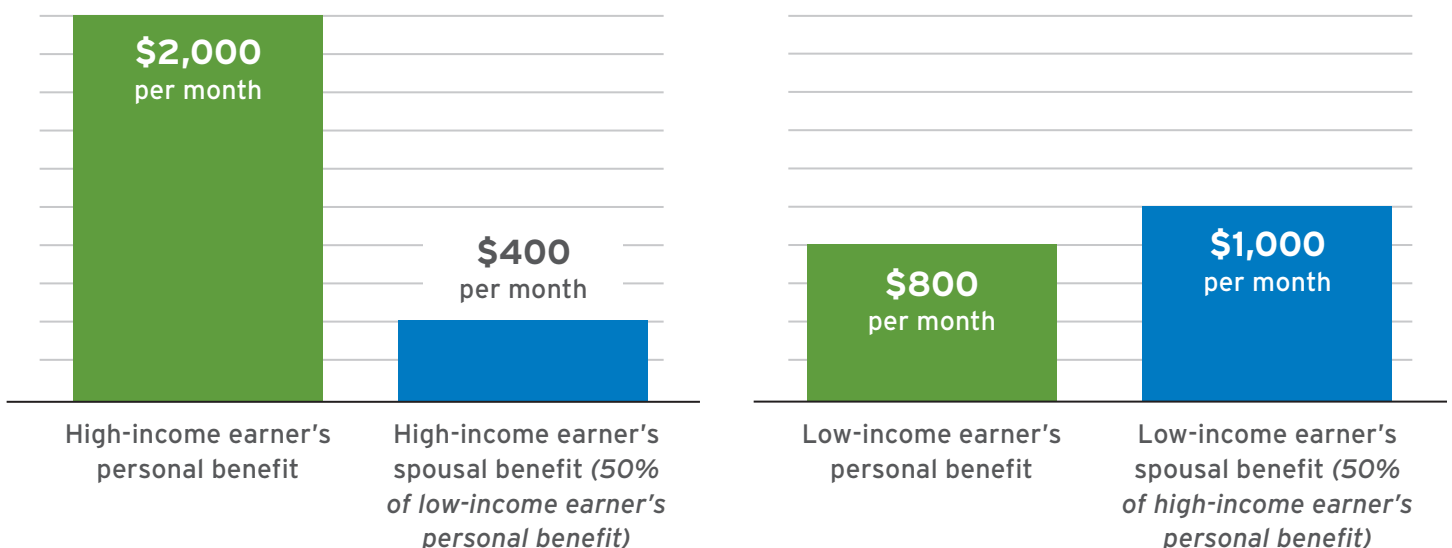 $2,000
per month
$400
per month
High-income earner’s
personal benefit
High-income earner’s
spousal benefit (50%
of low-income earner’s
personal benefit)
$800
per month
$1,000
per month
Low-income earner’s
personal benefit
Low-income earner’s
spousal benefit (50%
of high-income earner’s
personal benefit)